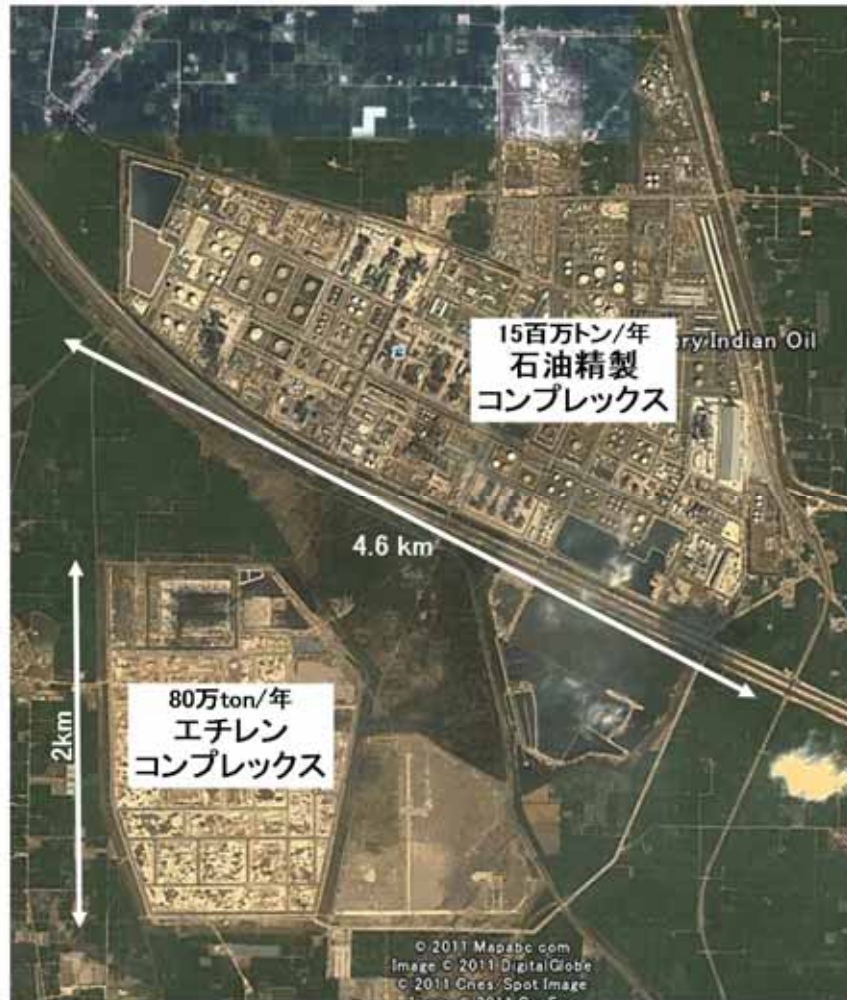 15百万トン/年
石油精製
コンプレックス
ery Indian Oil
4.6 km
80万ton/年
エチレン
コンプレックス
2km
© 2011 Mapabc com
Image © 2011 DigitalGlobe
© 2011 Cnes/Spot Image